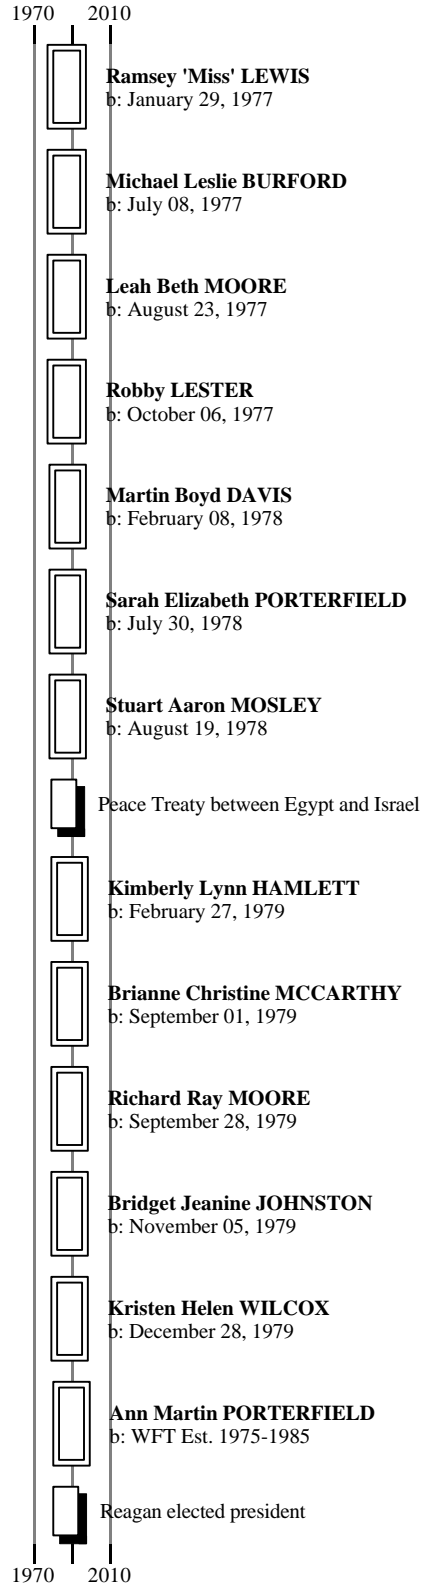 1970 2010
Ramsey 'Miss' LEWIS
b: January 29, 1977
Michael Leslie BURFORD
b: July 08, 1977
Leah Beth MOORE
b: August 23, 1977
Robby LESTER
b: October 06, 1977
Martin Boyd DAVIS
b: February 08, 1978
Sarah Elizabeth PORTERFIELD
b: July 30, 1978
Stuart Aaron MOSLEY
b: August 19, 1978
Peace Treaty between Egypt and Israel
Kimberly Lynn HAMLETT
b: February 27, 1979
Brianne Christine MCCARTHY
b: September 01, 1979
Richard Ray MOORE
b: September 28, 1979
Bridget Jeanine JOHNSTON
b: November 05, 1979
Kristen Helen WILCOX
b: December 28, 1979
Ann Martin PORTERFIELD
b: WFT Est. 1975-1985
Reagan elected president
1970 2010